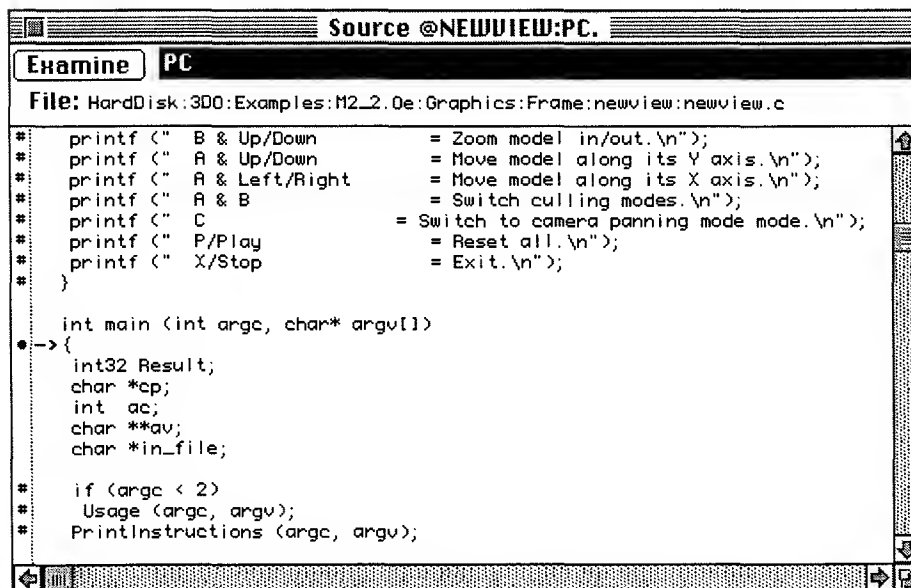 Source @NEWVIEW:PC.
Examine PC
File: HardDisk:3DO:Examples:M2_2.0e:Graphics:Frame:newview:newview.c
# printf (" B & Up/Down = Zoom model in/out.\n");
# printf (" A & Up/Down = Move model along its Y axis.\n");
# printf (" A & Left/Right = Move model along its X axis.\n");
# printf (" A & B = Switch culling modes.\n");
# printf (" C = Switch to camera panning mode mode.\n");
# printf (" P/Play = Reset all.\n");
# printf (" X/Stop = Exit.\n");
# }
int main (int argc, char* argv[])
●->{
int32 Result;
char *cp;
int ac;
char **av;
char *in_file;
# if (argc < 2)
# Usage (argc, argv);
# PrintInstructions (argc, argv);